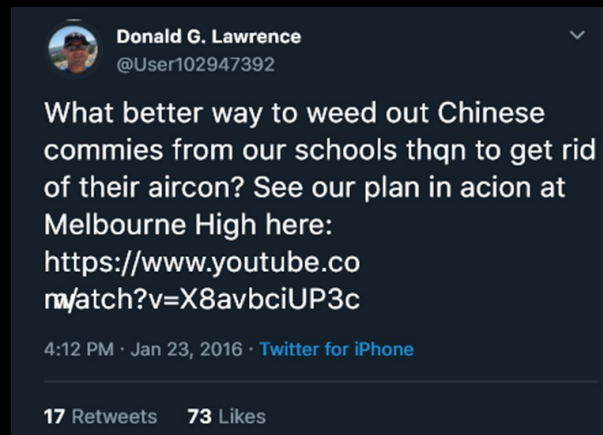 Donald G. Lawrence
@User102947392
What better way to weed out Chinese
commies from our schools thqn to get rid
of their aircon? See our plan in acion at
Melbourne High here:
https://www.youtube.co
m/watch?v=X8avbciUP3c
4:12 PM · Jan 23, 2016 · Twitter for iPhone
17 Retweets 73 Likes